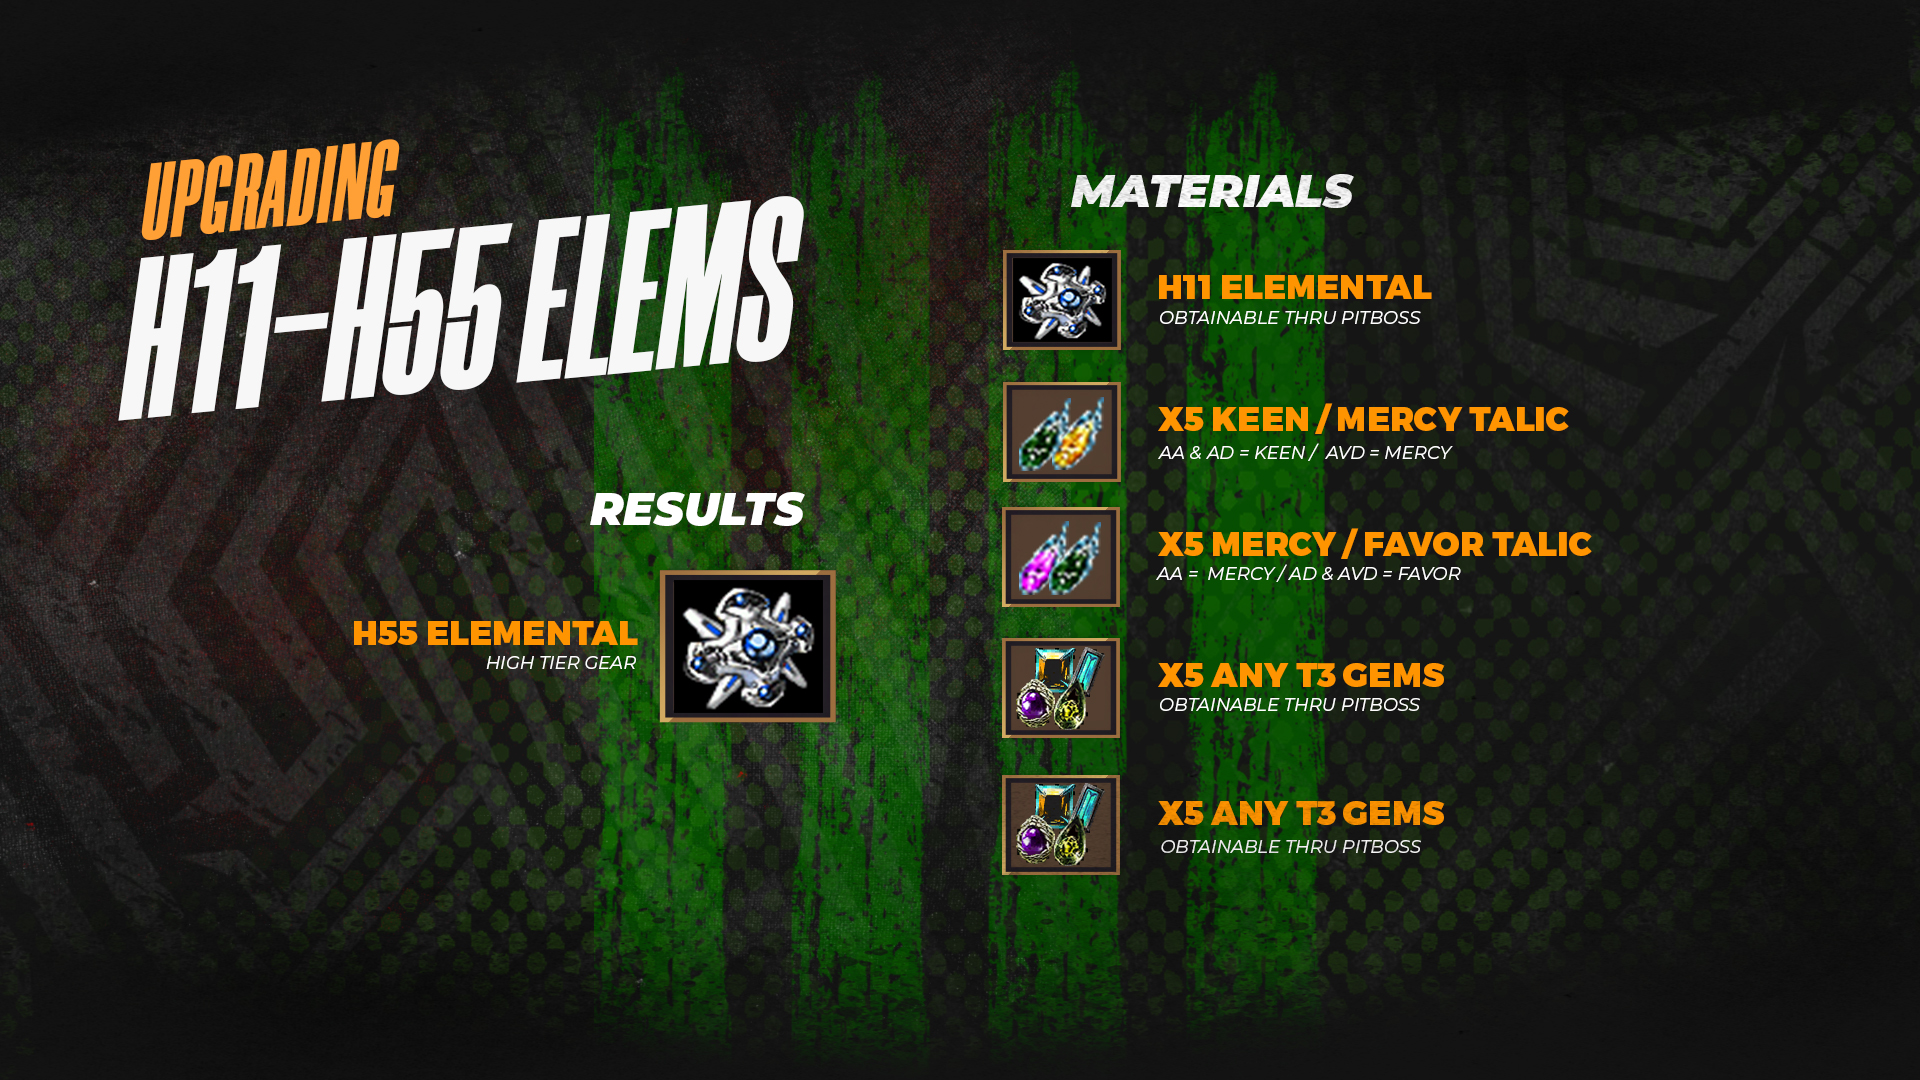 UPGRADING
H11-H55 ELEMS
RESULTS
H55 ELEMENTAL
HIGH TIER GEAR
MATERIALS
H11 ELEMENTAL
OBTAINABLE THRU PITBOSS
X5 KEEN / MERCY TALIC
AA & AD = KEEN / AVD = MERCY
X5 MERCY / FAVOR TALIC
AA = MERCY / AD & AVD = FAVOR
X5 ANY T3 GEMS
OBTAINABLE THRU PITBOSS
X5 ANY T3 GEMS
OBTAINABLE THRU PITBOSS